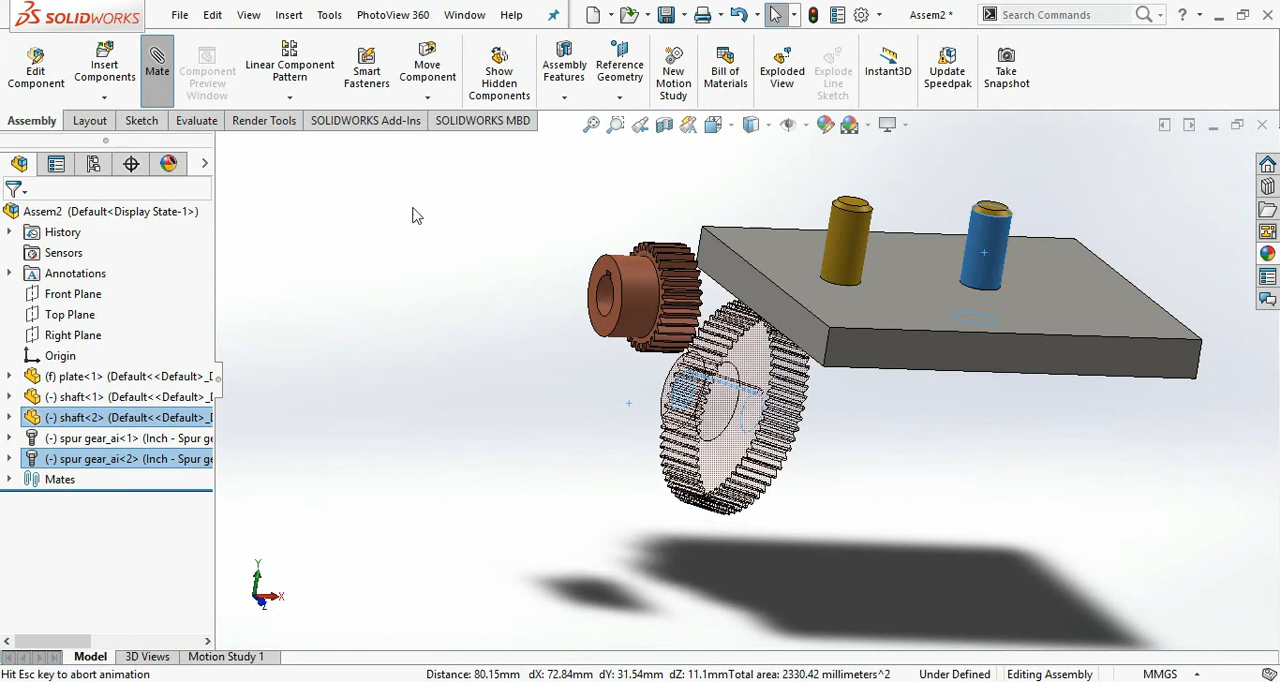 SOLIDWORKS File Edit View Insert Tools PhotoView 360 Window Help Assem2 * Search Commands ?
Edit Component
Insert Components
Mate
Component Preview Window
Linear Component Pattern
Smart Fasteners
Move Component
Show Hidden Components
Assembly Features
Reference Geometry
New Motion Study
Bill of Materials
Exploded View
Explode Line Sketch
Instant3D
Update Speedpak
Take Snapshot
Assembly Layout Sketch Evaluate Render Tools SOLIDWORKS Add-Ins SOLIDWORKS MBD
Assem2 (Default<Display State-1>)
History
Sensors
Annotations
Front Plane
Top Plane
Right Plane
Origin
(f) plate<1> (Default<<Default>_D
(-) shaft<1> (Default<<Default>_D
(-) shaft<2> (Default<<Default>_D
(-) spur gear_ai<1> (Inch - Spur ge
(-) spur gear_ai<2> (Inch - Spur ge
Mates
Y
X
Z
Model 3D Views Motion Study 1
Hit Esc key to abort animation Distance: 80.15mm dX: 72.84mm dY: 31.54mm dZ: 11.1mmTotal area: 2330.42 millimeters^2 Under Defined Editing Assembly MMGS